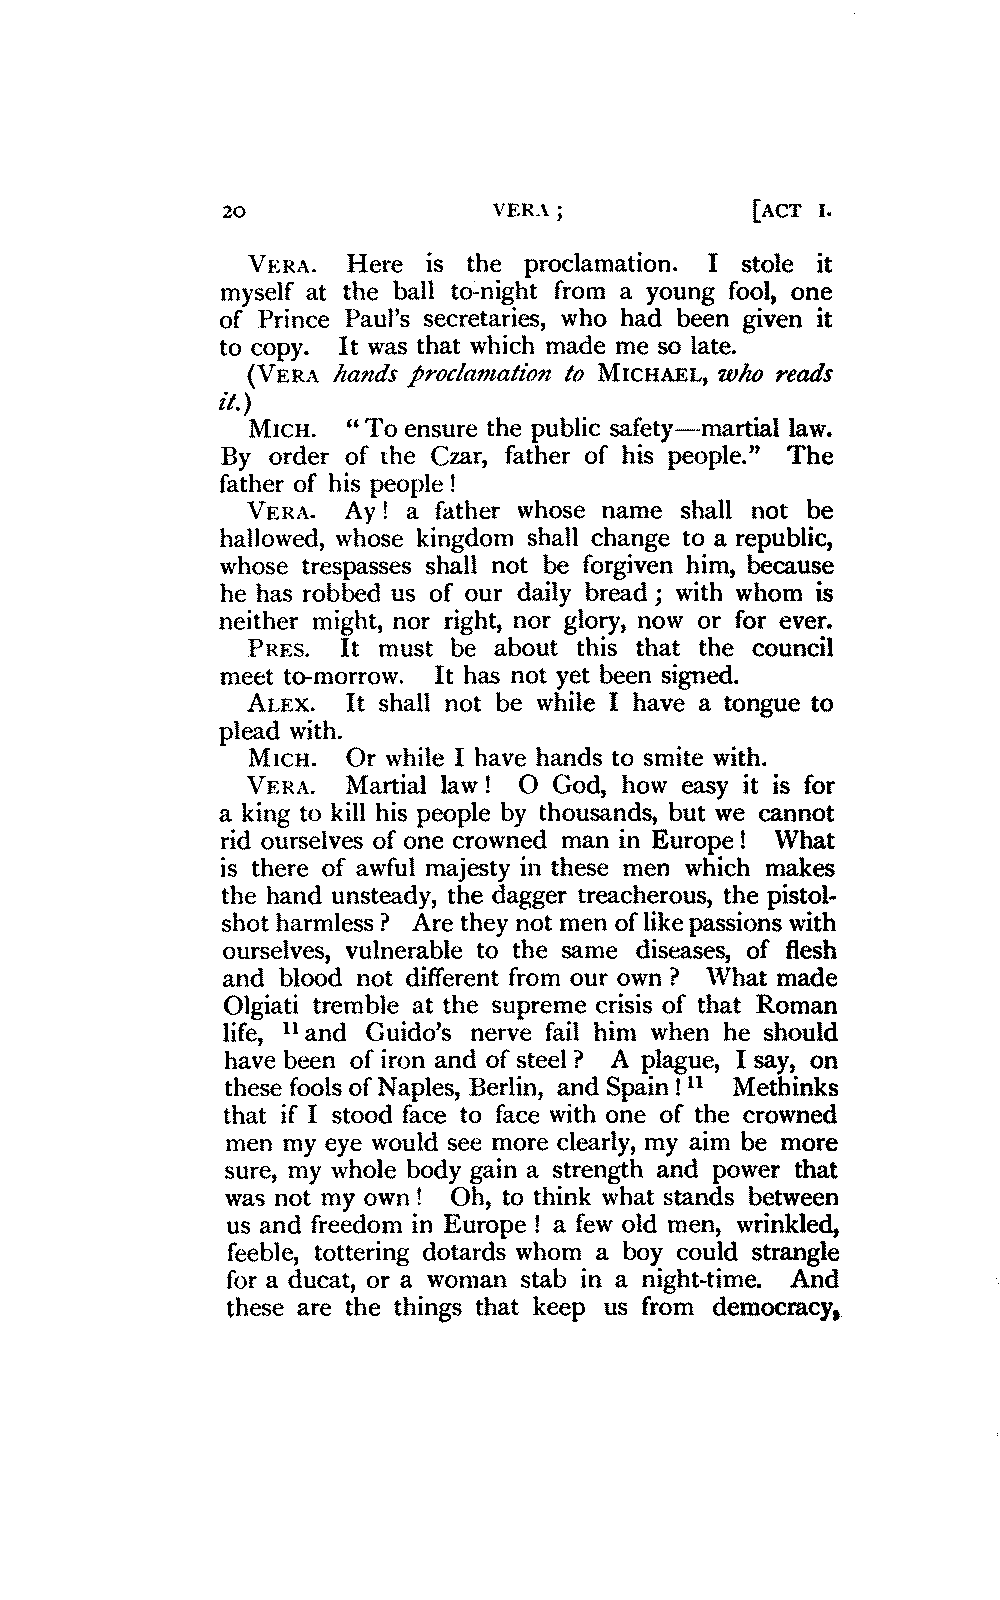 20 VERA ; [ACT I.
VERA. Here is the proclamation. I stole it
myself at the ball to-night from a young fool, one
of Prince Paul's secretaries, who had been given it
to copy. It was that which made me so late.
(VERA hands proclamation to MICHAEL, who reads
it.)
MICH. “ To ensure the public safety—martial law.
By order of the Czar, father of his people.” The
father of his people !
VERA. Ay ! a father whose name shall not be
hallowed, whose kingdom shall change to a republic,
whose trespasses shall not be forgiven him, because
he has robbed us of our daily bread ; with whom is
neither might, nor right, nor glory, now or for ever.
PRES. It must be about this that the council
meet to-morrow. It has not yet been signed.
ALEX. It shall not be while I have a tongue to
plead with.
MICH. Or while I have hands to smite with.
VERA. Martial law ! O God, how easy it is for
a king to kill his people by thousands, but we cannot
rid ourselves of one crowned man in Europe ! What
is there of awful majesty in these men which makes
the hand unsteady, the dagger treacherous, the pistol-
shot harmless ? Are they not men of like passions with
ourselves, vulnerable to the same diseases, of flesh
and blood not different from our own ? What made
Olgiati tremble at the supreme crisis of that Roman
life, 11 and Guido's nerve fail him when he should
have been of iron and of steel ? A plague, I say, on
these fools of Naples, Berlin, and Spain ! 11 Methinks
that if I stood face to face with one of the crowned
men my eye would see more clearly, my aim be more
sure, my whole body gain a strength and power that
was not my own ! Oh, to think what stands between
us and freedom in Europe ! a few old men, wrinkled,
feeble, tottering dotards whom a boy could strangle
for a ducat, or a woman stab in a night-time. And
these are the things that keep us from democracy,